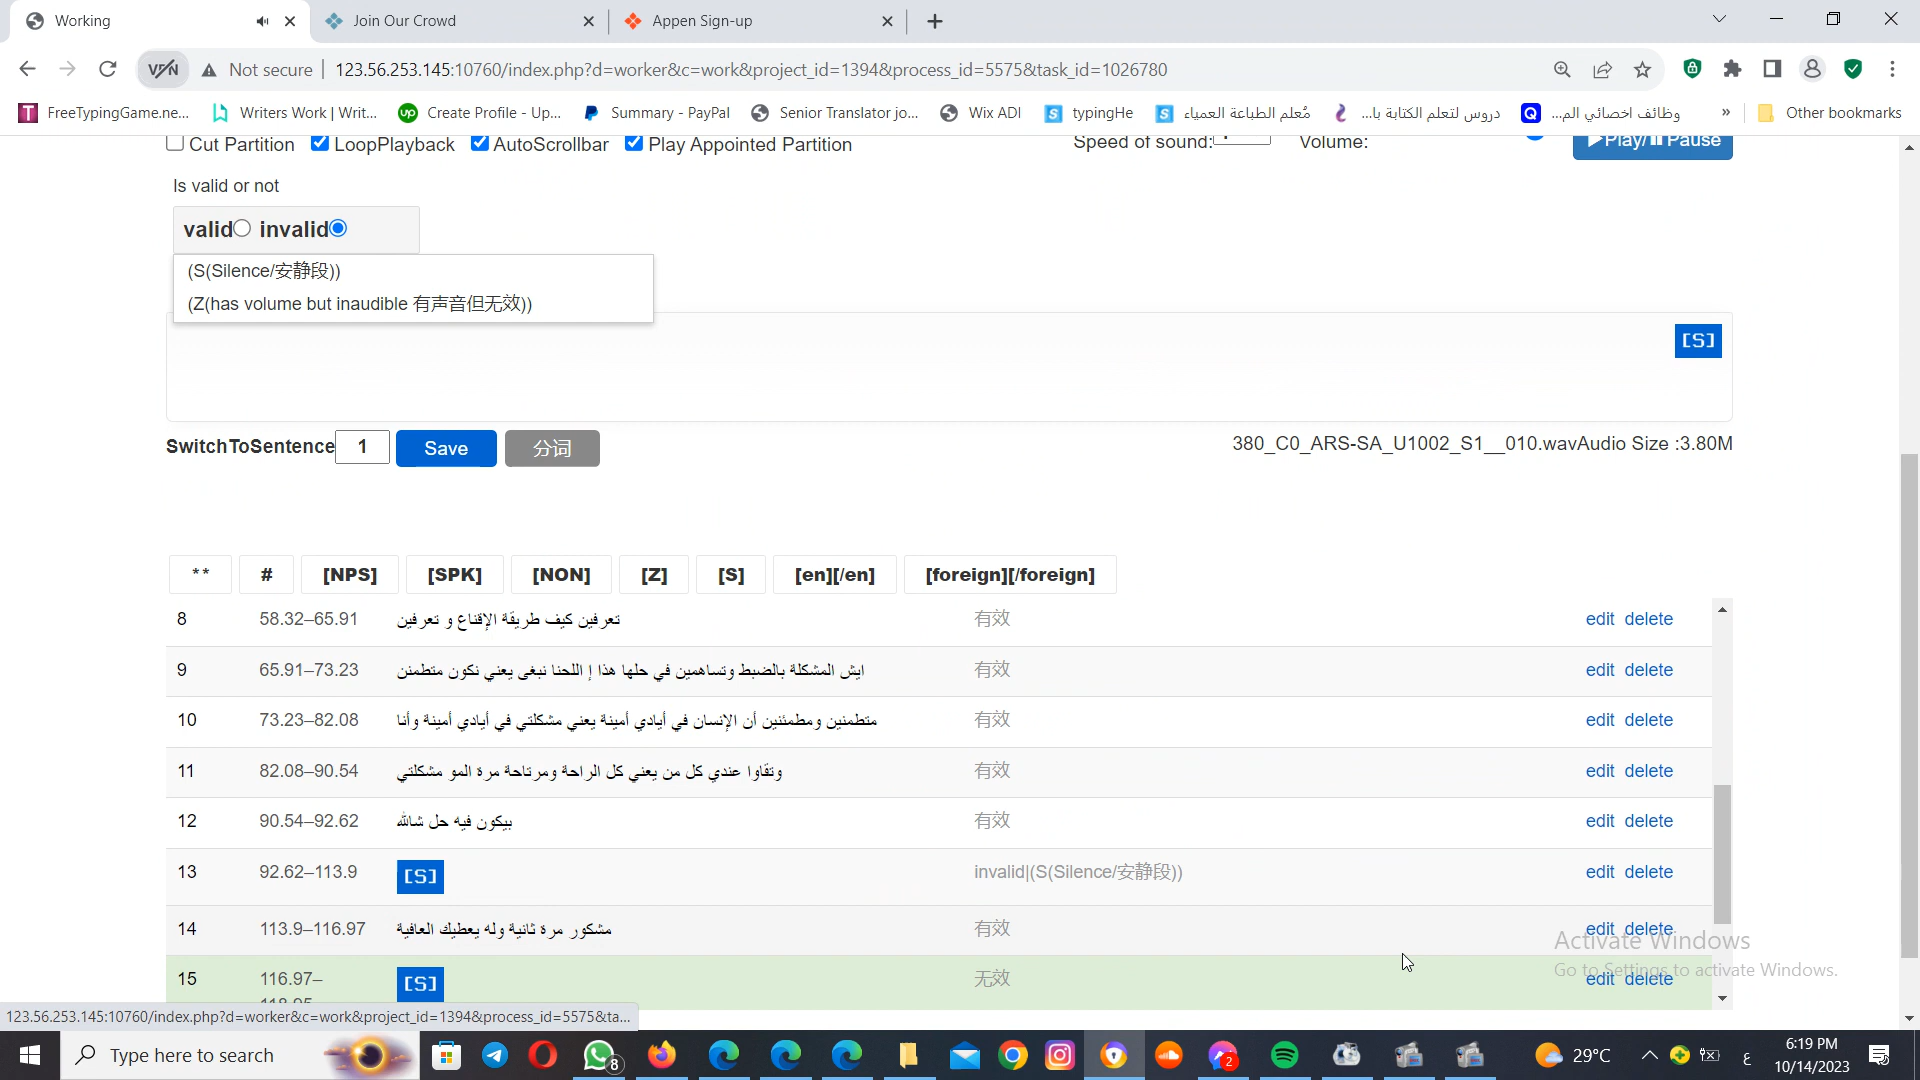 Working
Join Our Crowd
Appen Sign-up
Not secure
123.56.253.145:10760/index.php?d=worker&c=work&project_id=1394&process_id=5575&task_id=1026780
FreeTypingGame.ne...
Writers Work | Writ...
Create Profile - Up...
Summary - PayPal
Senior Translator jo...
Wix ADI
typingHe
مُعلم الطباعة العمياء
دروس لتعلم الكتابة با...
وظائف اخصائي الم...
»
Other bookmarks
Cut Partition LoopPlayback AutoScrollbar Play Appointed Partition
Speed of sound:
Volume:
Play/Pause
Is valid or not
valid invalid
(S(Silence/安静段))
(Z(has volume but inaudible 有声音但无效))
[S]
SwitchToSentence 1 Save 分词
380_C0_ARS-SA_U1002_S1__010.wavAudio Size :3.80M
** # [NPS] [SPK] [NON] [Z] [S] [en][/en] [foreign][/foreign]
8 58.32–65.91 تعرفين كيف طريقة الإقناع و تعرفين 有效 edit delete
9 65.91–73.23 ايش المشكلة بالضبط وتساهمين في حلها هذا إ اللحنا نبغى يعني نكون متطمنن 有效 edit delete
10 73.23–82.08 متطمنين ومطمئنين أن الإنسان في أيادي أمينة يعني مشكلتي في أيادي أمينة وأنا 有效 edit delete
11 82.08–90.54 وتقاوا عندي كل من يعني كل الراحة ومرتاحة مرة المو مشكلتي 有效 edit delete
12 90.54–92.62 بيكون فيه حل شالله 有效 edit delete
13 92.62–113.9 [S] invalid|(S(Silence/安静段)) edit delete
14 113.9–116.97 مشكور مرة ثانية وله يعطيك العافية 有效 edit delete
15 116.97– [S] 无效 edit delete
Activate Windows
Go to Settings to activate Windows.
123.56.253.145:10760/index.php?d=worker&c=work&project_id=1394&process_id=5575&ta...
Type here to search
8
2
29°C
ع
6:19 PM
10/14/2023